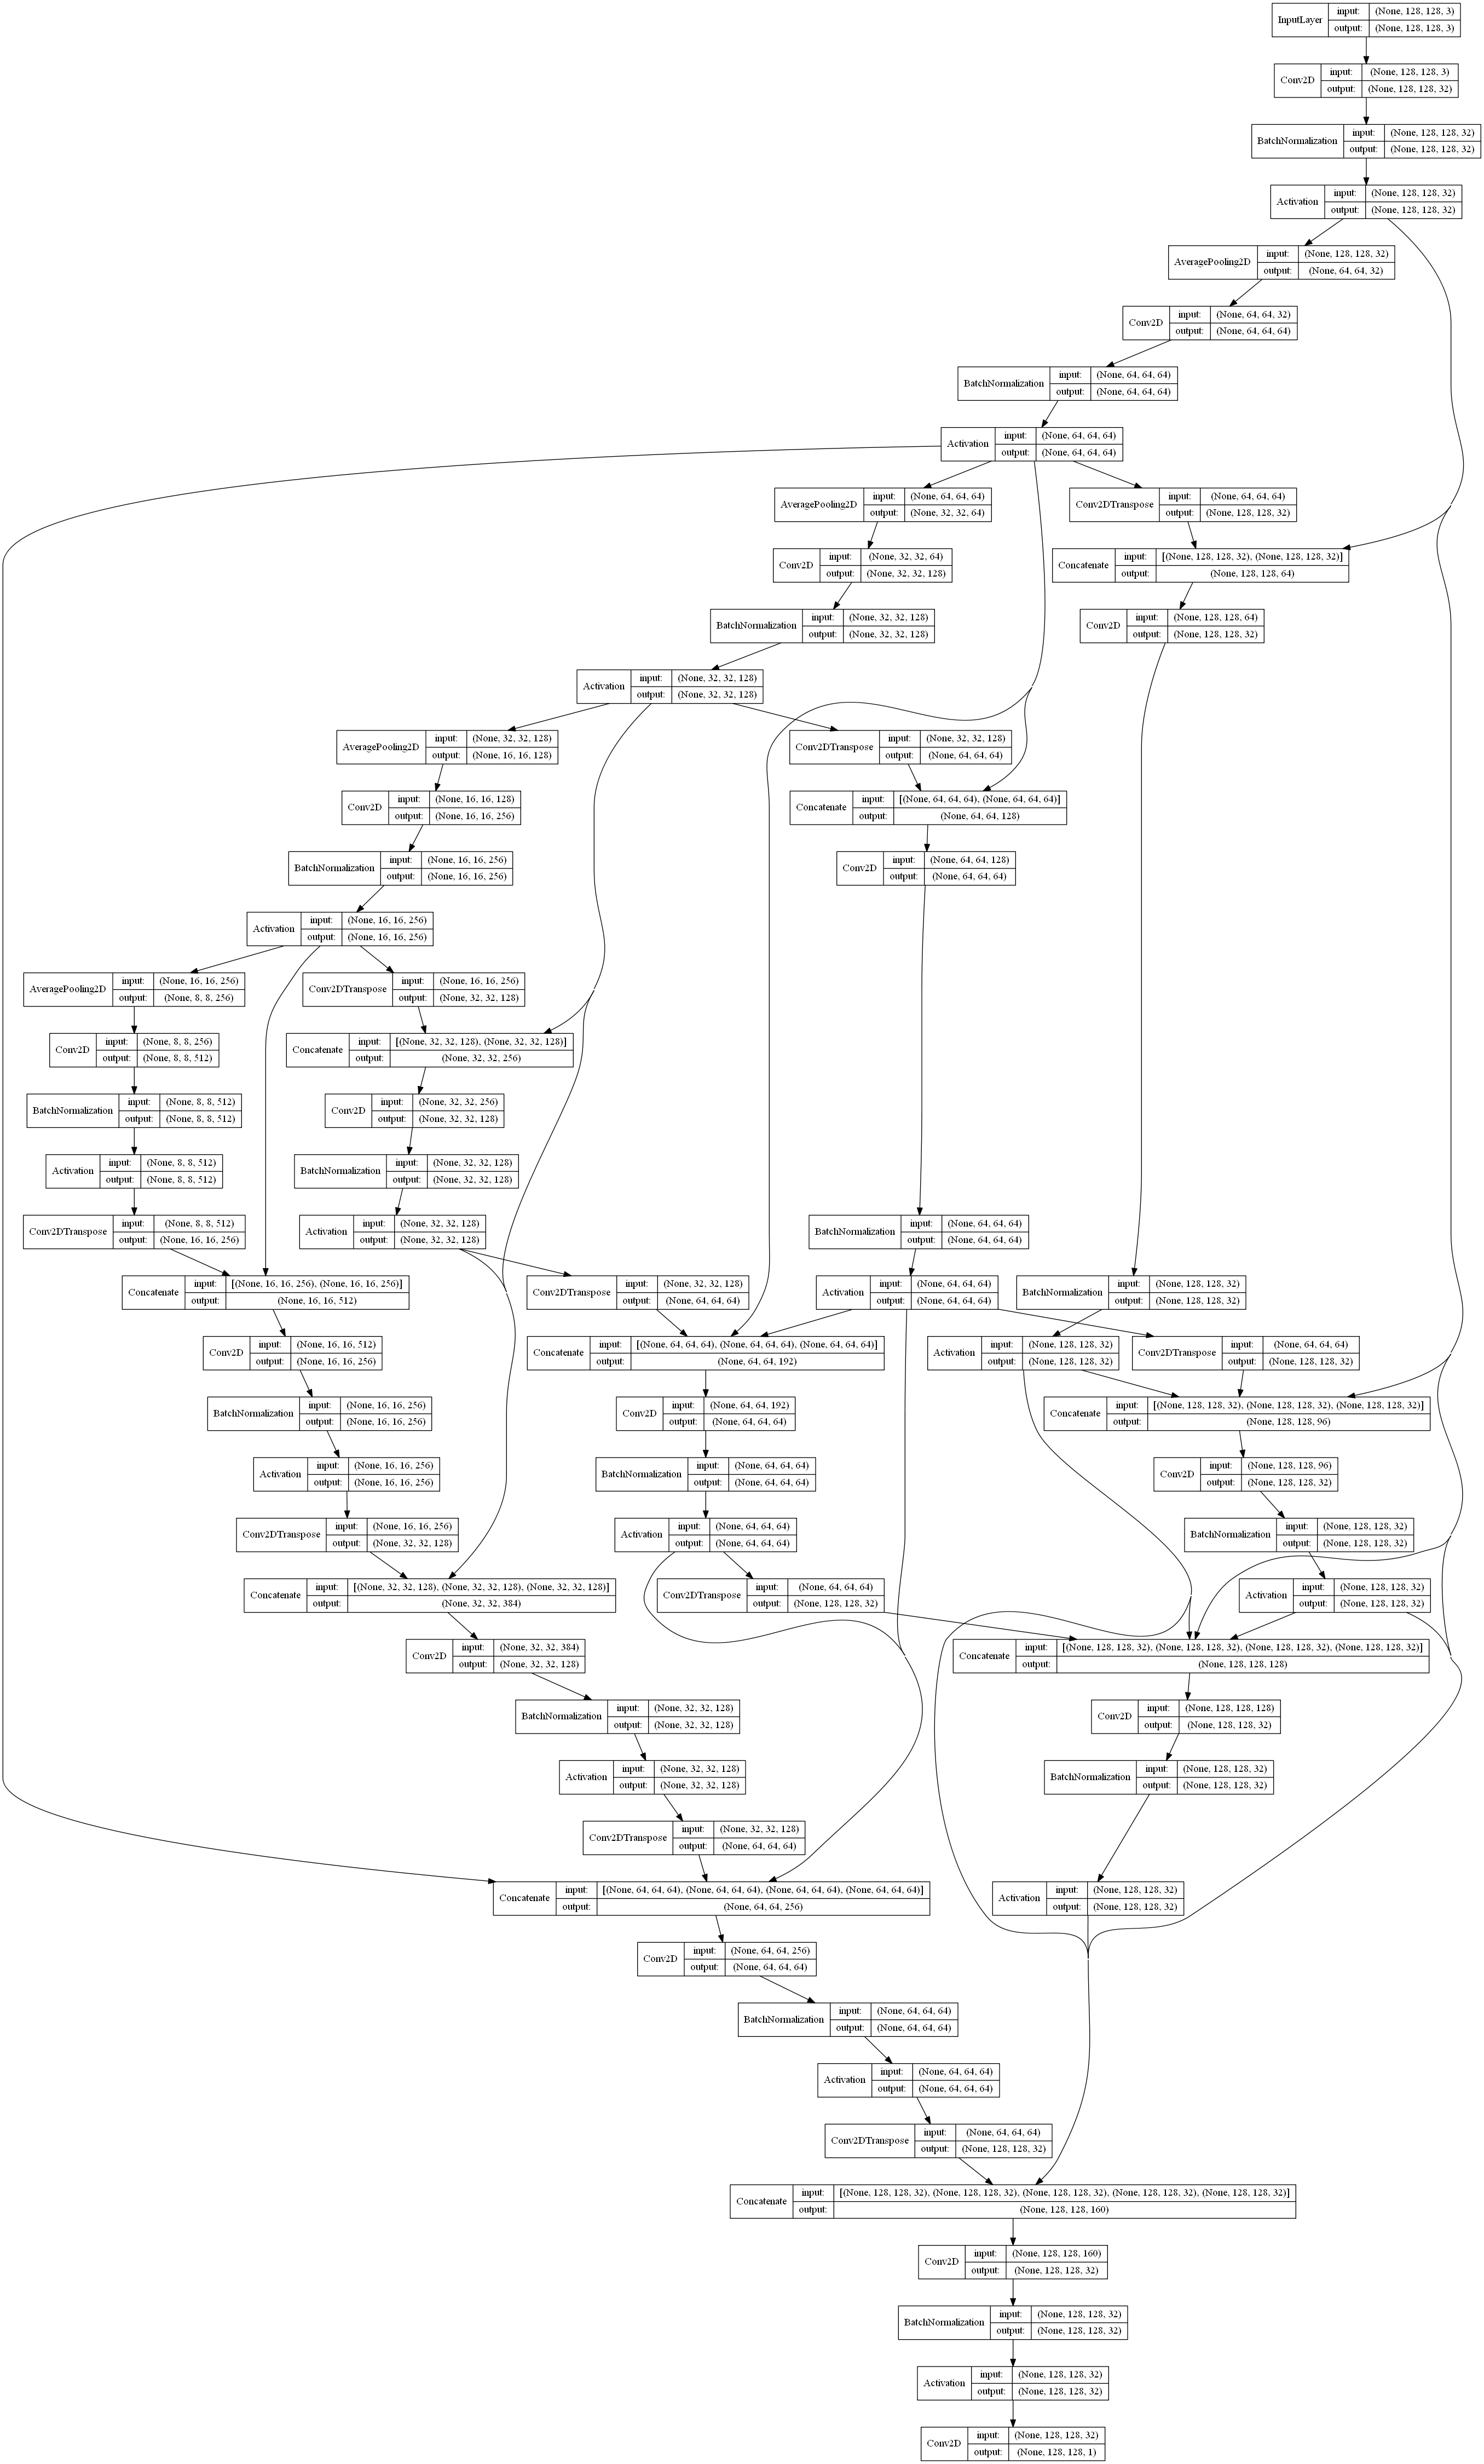 InputLayer input: (None, 128, 128, 3)
output: (None, 128, 128, 3)
Conv2D input: (None, 128, 128, 3)
output: (None, 128, 128, 32)
BatchNormalization input: (None, 128, 128, 32)
output: (None, 128, 128, 32)
Activation input: (None, 128, 128, 32)
output: (None, 128, 128, 32)
AveragePooling2D input: (None, 128, 128, 32)
output: (None, 64, 64, 32)
Conv2D input: (None, 64, 64, 32)
output: (None, 64, 64, 64)
BatchNormalization input: (None, 64, 64, 64)
output: (None, 64, 64, 64)
Activation input: (None, 64, 64, 64)
output: (None, 64, 64, 64)
AveragePooling2D input: (None, 64, 64, 64)
output: (None, 32, 32, 64)
Conv2DTranspose input: (None, 64, 64, 64)
output: (None, 128, 128, 32)
Conv2D input: (None, 32, 32, 64)
output: (None, 32, 32, 128)
Concatenate input: [(None, 128, 128, 32), (None, 128, 128, 32)]
output: (None, 128, 128, 64)
BatchNormalization input: (None, 32, 32, 128)
output: (None, 32, 32, 128)
Conv2D input: (None, 128, 128, 64)
output: (None, 128, 128, 32)
Activation input: (None, 32, 32, 128)
output: (None, 32, 32, 128)
AveragePooling2D input: (None, 32, 32, 128)
output: (None, 16, 16, 128)
Conv2DTranspose input: (None, 32, 32, 128)
output: (None, 64, 64, 64)
Conv2D input: (None, 16, 16, 128)
output: (None, 16, 16, 256)
Concatenate input: [(None, 64, 64, 64), (None, 64, 64, 64)]
output: (None, 64, 64, 128)
BatchNormalization input: (None, 16, 16, 256)
output: (None, 16, 16, 256)
Conv2D input: (None, 64, 64, 128)
output: (None, 64, 64, 64)
Activation input: (None, 16, 16, 256)
output: (None, 16, 16, 256)
AveragePooling2D input: (None, 16, 16, 256)
output: (None, 8, 8, 256)
Conv2DTranspose input: (None, 16, 16, 256)
output: (None, 32, 32, 128)
Conv2D input: (None, 8, 8, 256)
output: (None, 8, 8, 512)
Concatenate input: [(None, 32, 32, 128), (None, 32, 32, 128)]
output: (None, 32, 32, 256)
BatchNormalization input: (None, 8, 8, 512)
output: (None, 8, 8, 512)
Conv2D input: (None, 32, 32, 256)
output: (None, 32, 32, 128)
Activation input: (None, 8, 8, 512)
output: (None, 8, 8, 512)
BatchNormalization input: (None, 32, 32, 128)
output: (None, 32, 32, 128)
Conv2DTranspose input: (None, 8, 8, 512)
output: (None, 16, 16, 256)
Activation input: (None, 32, 32, 128)
output: (None, 32, 32, 128)
BatchNormalization input: (None, 64, 64, 64)
output: (None, 64, 64, 64)
Concatenate input: [(None, 16, 16, 256), (None, 16, 16, 256)]
output: (None, 16, 16, 512)
Conv2DTranspose input: (None, 32, 32, 128)
output: (None, 64, 64, 64)
Activation input: (None, 64, 64, 64)
output: (None, 64, 64, 64)
BatchNormalization input: (None, 128, 128, 32)
output: (None, 128, 128, 32)
Conv2D input: (None, 16, 16, 512)
output: (None, 16, 16, 256)
Concatenate input: [(None, 64, 64, 64), (None, 64, 64, 64), (None, 64, 64, 64)]
output: (None, 64, 64, 192)
Activation input: (None, 128, 128, 32)
output: (None, 128, 128, 32)
Conv2DTranspose input: (None, 64, 64, 64)
output: (None, 128, 128, 32)
BatchNormalization input: (None, 16, 16, 256)
output: (None, 16, 16, 256)
Conv2D input: (None, 64, 64, 192)
output: (None, 64, 64, 64)
Concatenate input: [(None, 128, 128, 32), (None, 128, 128, 32), (None, 128, 128, 32)]
output: (None, 128, 128, 96)
Activation input: (None, 16, 16, 256)
output: (None, 16, 16, 256)
BatchNormalization input: (None, 64, 64, 64)
output: (None, 64, 64, 64)
Conv2D input: (None, 128, 128, 96)
output: (None, 128, 128, 32)
Conv2DTranspose input: (None, 16, 16, 256)
output: (None, 32, 32, 128)
Activation input: (None, 64, 64, 64)
output: (None, 64, 64, 64)
BatchNormalization input: (None, 128, 128, 32)
output: (None, 128, 128, 32)
Concatenate input: [(None, 32, 32, 128), (None, 32, 32, 128), (None, 32, 32, 128)]
output: (None, 32, 32, 384)
Conv2DTranspose input: (None, 64, 64, 64)
output: (None, 128, 128, 32)
Activation input: (None, 128, 128, 32)
output: (None, 128, 128, 32)
Conv2D input: (None, 32, 32, 384)
output: (None, 32, 32, 128)
Concatenate input: [(None, 128, 128, 32), (None, 128, 128, 32), (None, 128, 128, 32), (None, 128, 128, 32)]
output: (None, 128, 128, 128)
BatchNormalization input: (None, 32, 32, 128)
output: (None, 32, 32, 128)
Conv2D input: (None, 128, 128, 128)
output: (None, 128, 128, 32)
Activation input: (None, 32, 32, 128)
output: (None, 32, 32, 128)
BatchNormalization input: (None, 128, 128, 32)
output: (None, 128, 128, 32)
Conv2DTranspose input: (None, 32, 32, 128)
output: (None, 64, 64, 64)
Concatenate input: [(None, 64, 64, 64), (None, 64, 64, 64), (None, 64, 64, 64), (None, 64, 64, 64)]
output: (None, 64, 64, 256)
Activation input: (None, 128, 128, 32)
output: (None, 128, 128, 32)
Conv2D input: (None, 64, 64, 256)
output: (None, 64, 64, 64)
BatchNormalization input: (None, 64, 64, 64)
output: (None, 64, 64, 64)
Activation input: (None, 64, 64, 64)
output: (None, 64, 64, 64)
Conv2DTranspose input: (None, 64, 64, 64)
output: (None, 128, 128, 32)
Concatenate input: [(None, 128, 128, 32), (None, 128, 128, 32), (None, 128, 128, 32), (None, 128, 128, 32), (None, 128, 128, 32)]
output: (None, 128, 128, 160)
Conv2D input: (None, 128, 128, 160)
output: (None, 128, 128, 32)
BatchNormalization input: (None, 128, 128, 32)
output: (None, 128, 128, 32)
Activation input: (None, 128, 128, 32)
output: (None, 128, 128, 32)
Conv2D input: (None, 128, 128, 32)
output: (None, 128, 128, 1)